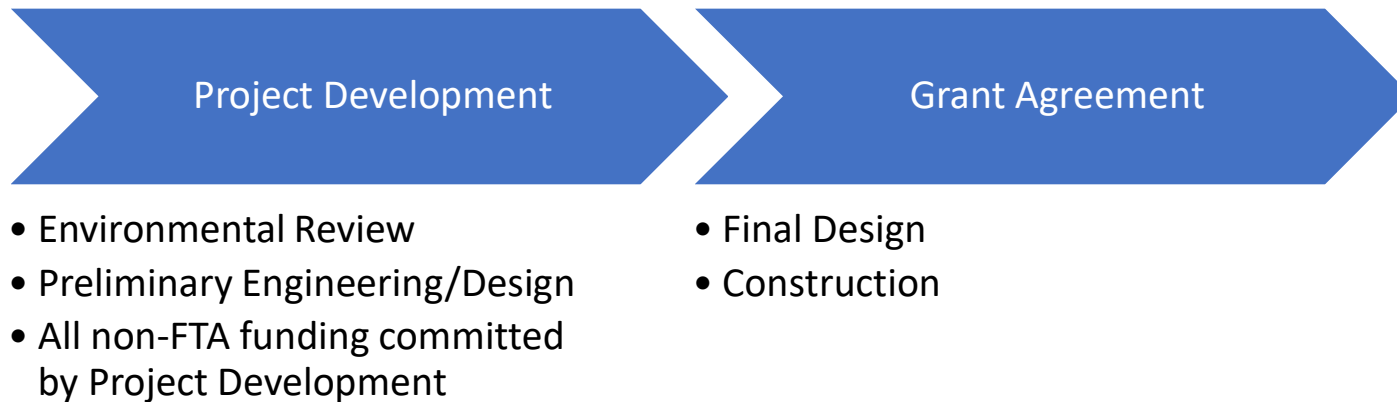 Project Development
Grant Agreement
• Environmental Review
• Preliminary Engineering/Design
• All non-FTA funding committed
by Project Development
• Final Design
• Construction